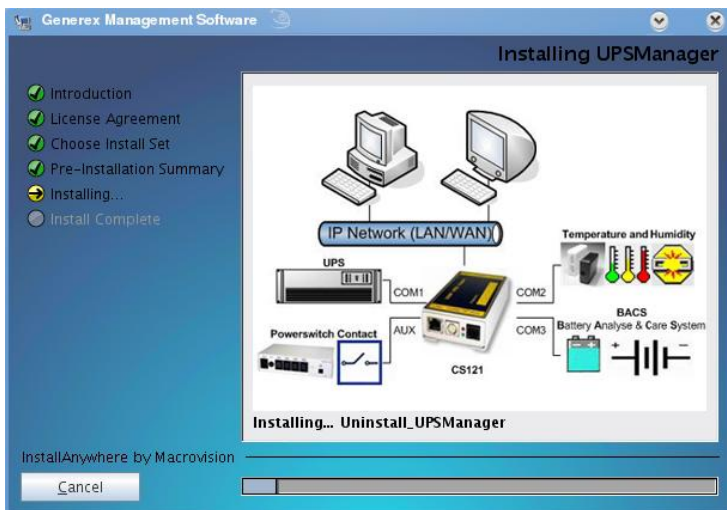 Generex Management Software
Installing UPSManager
Introduction
License Agreement
Choose Install Set
Pre-Installation Summary
Installing...
Install Complete
IP Network (LAN/WAN)
Temperature and Humidity
UPS
COM1
COM2
BACS
Battery Analyse & Care System
Powerswitch Contact
AUX
COM3
CS121
Installing... Uninstall_UPSManager
InstallAnywhere by Macrovision
Cancel